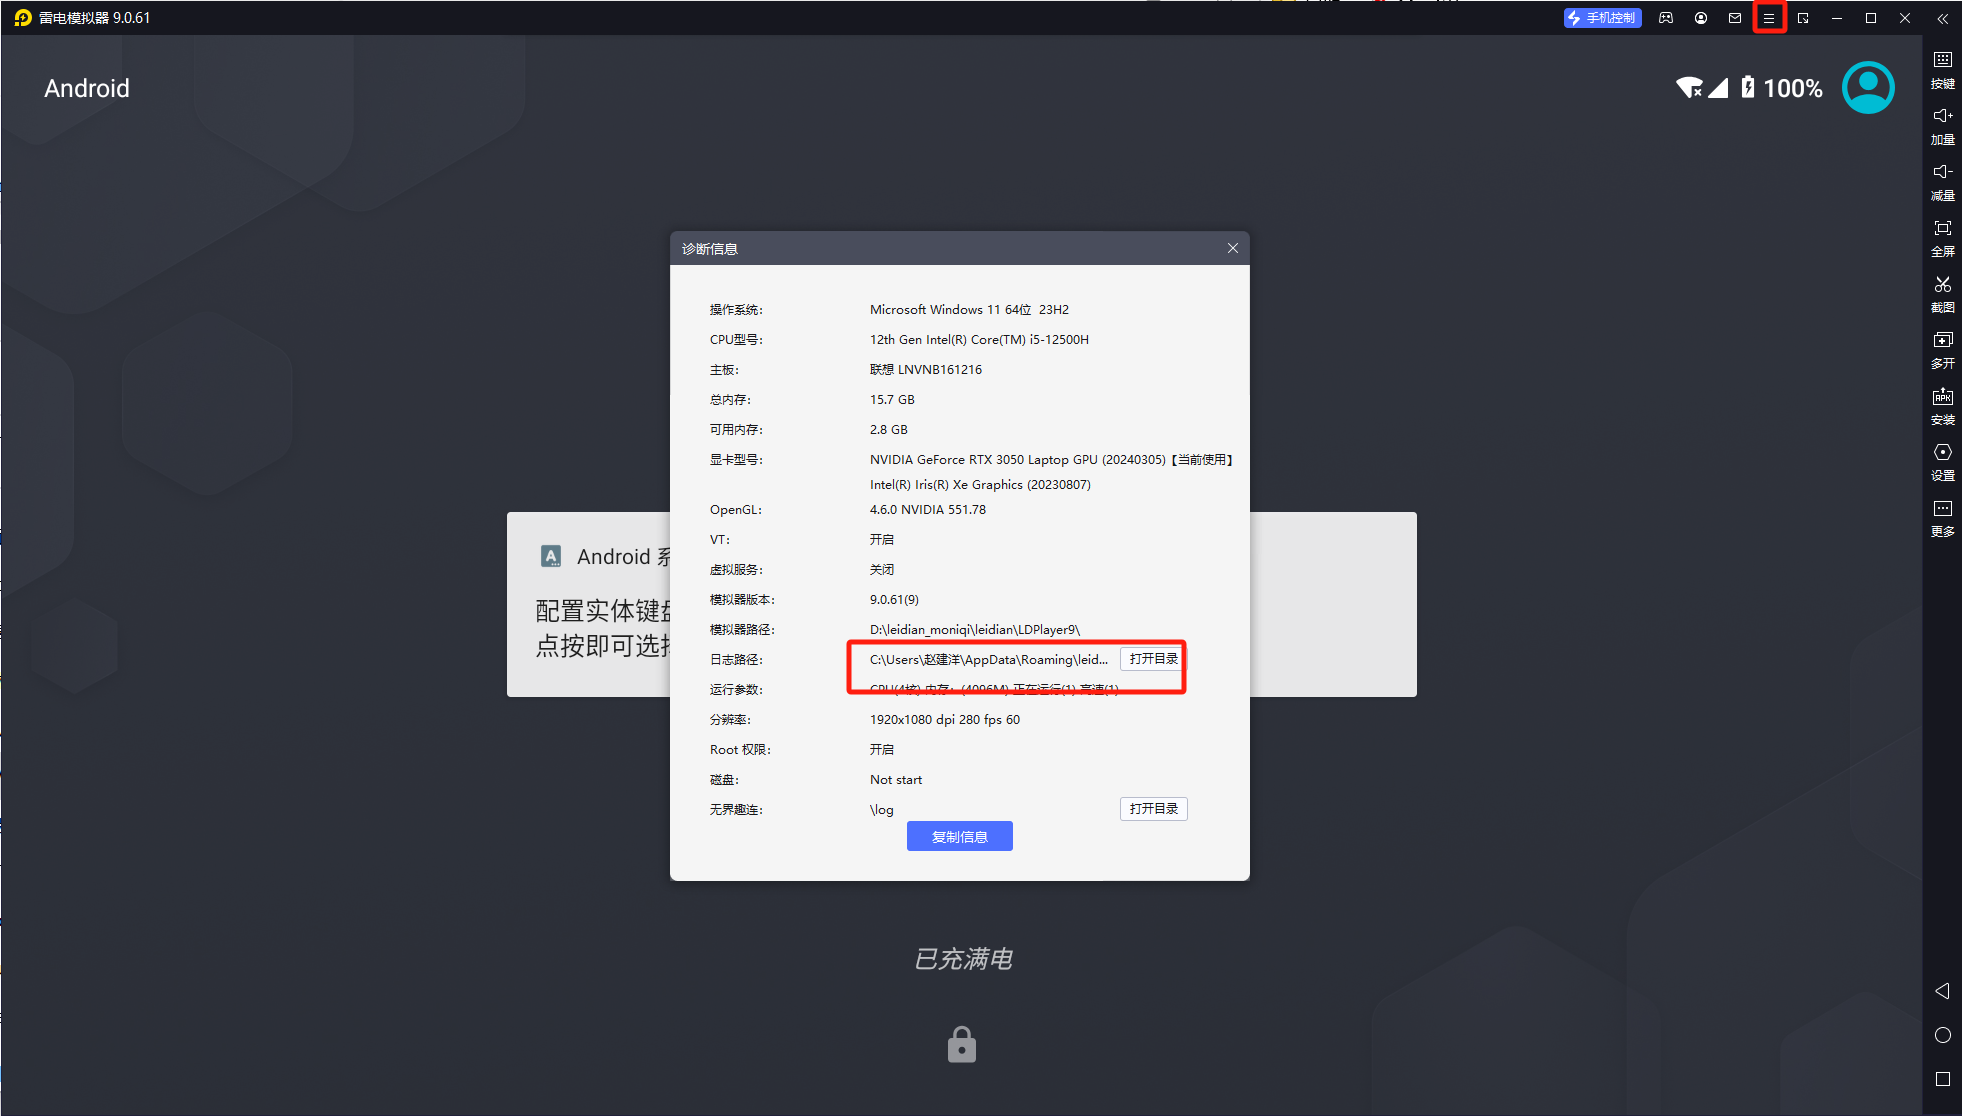 雷电模拟器 9.0.61
手机控制
Android
100%
按键
加量
减量
全屏
截图
多开
APK
安装
设置
更多
诊断信息
操作系统: Microsoft Windows 11 64位 23H2
CPU型号: 12th Gen Intel(R) Core(TM) i5-12500H
主板: 联想 LNVNB161216
总内存: 15.7 GB
可用内存: 2.8 GB
显卡型号: NVIDIA GeForce RTX 3050 Laptop GPU (20240305)【当前使用】
Intel(R) Iris(R) Xe Graphics (20230807)
OpenGL: 4.6.0 NVIDIA 551.78
VT: 开启
虚拟服务: 关闭
模拟器版本: 9.0.61(9)
模拟器路径: D:\leidian_moniqi\leidian\LDPlayer9\
日志路径: C:\Users\赵建洋\AppData\Roaming\leid... 打开目录
运行参数: CPU(4核) 内存: (4096M) 正在运行(1) 高速(1)
分辨率: 1920x1080 dpi 280 fps 60
Root 权限: 开启
磁盘: Not start
无界趣连: \log 打开目录
复制信息
A
Android 系
配置实体键盘
点按即可选择
已充满电